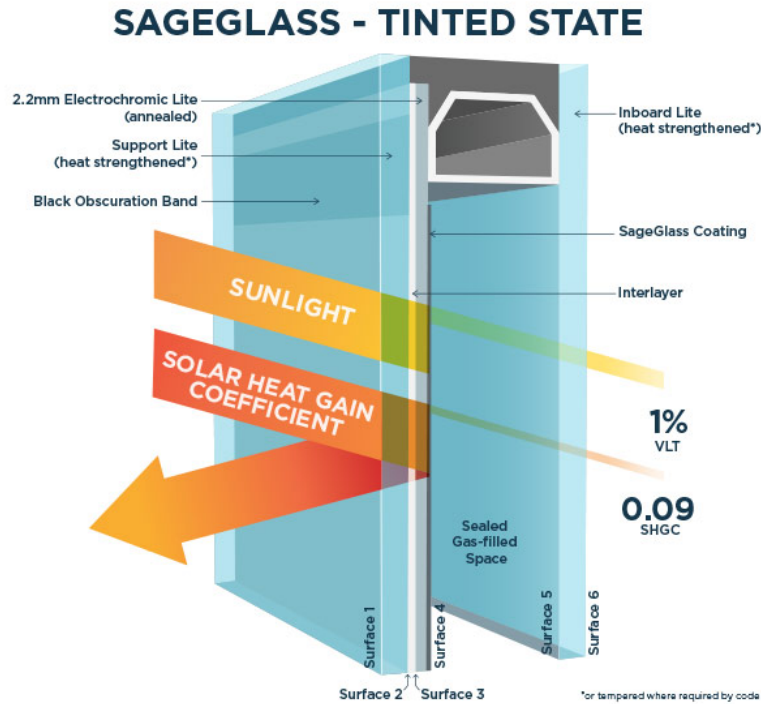 SAGEGLASS - TINTED STATE
2.2mm Electrochromic Lite
(annealed)
Support Lite
(heat strengthened*)
Black Obscuration Band
Inboard Lite
(heat strengthened*)
SageGlass Coating
Interlayer
SUNLIGHT
SOLAR HEAT GAIN
COEFFICIENT
1%
VLT
0.09
SHGC
Sealed
Gas-filled
Space
Surface 1
Surface 4
Surface 5
Surface 6
Surface 2
Surface 3
*or tempered where required by code